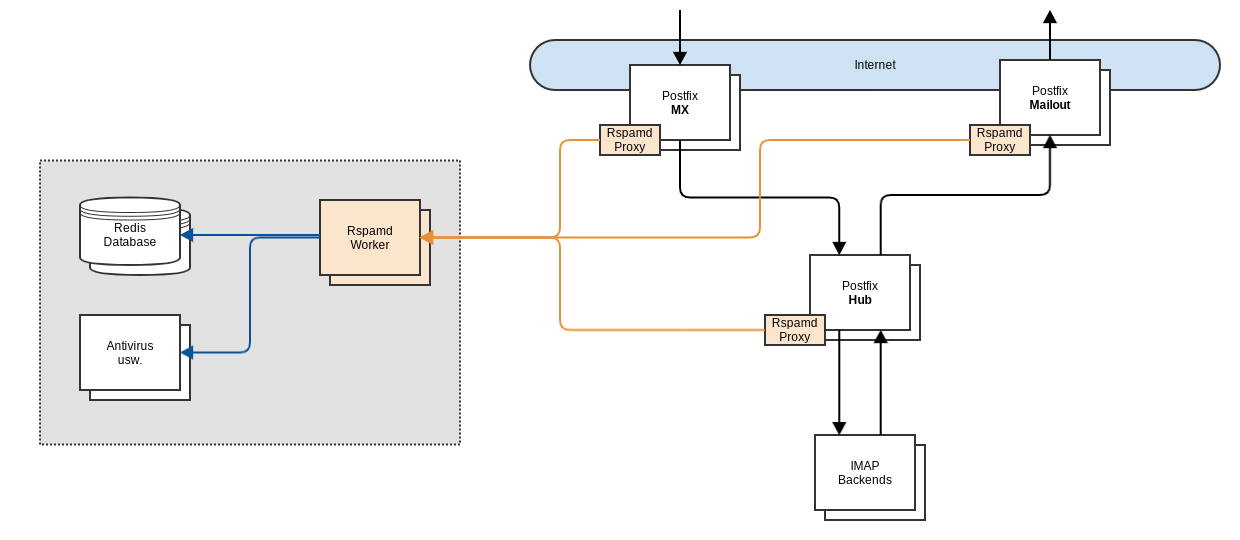 Internet
Postfix
MX
Rspamd
Proxy
Postfix
Mailout
Rspamd
Proxy
Redis
Database
Rspamd
Worker
Antivirus
usw.
Postfix
Hub
Rspamd
Proxy
IMAP
Backends